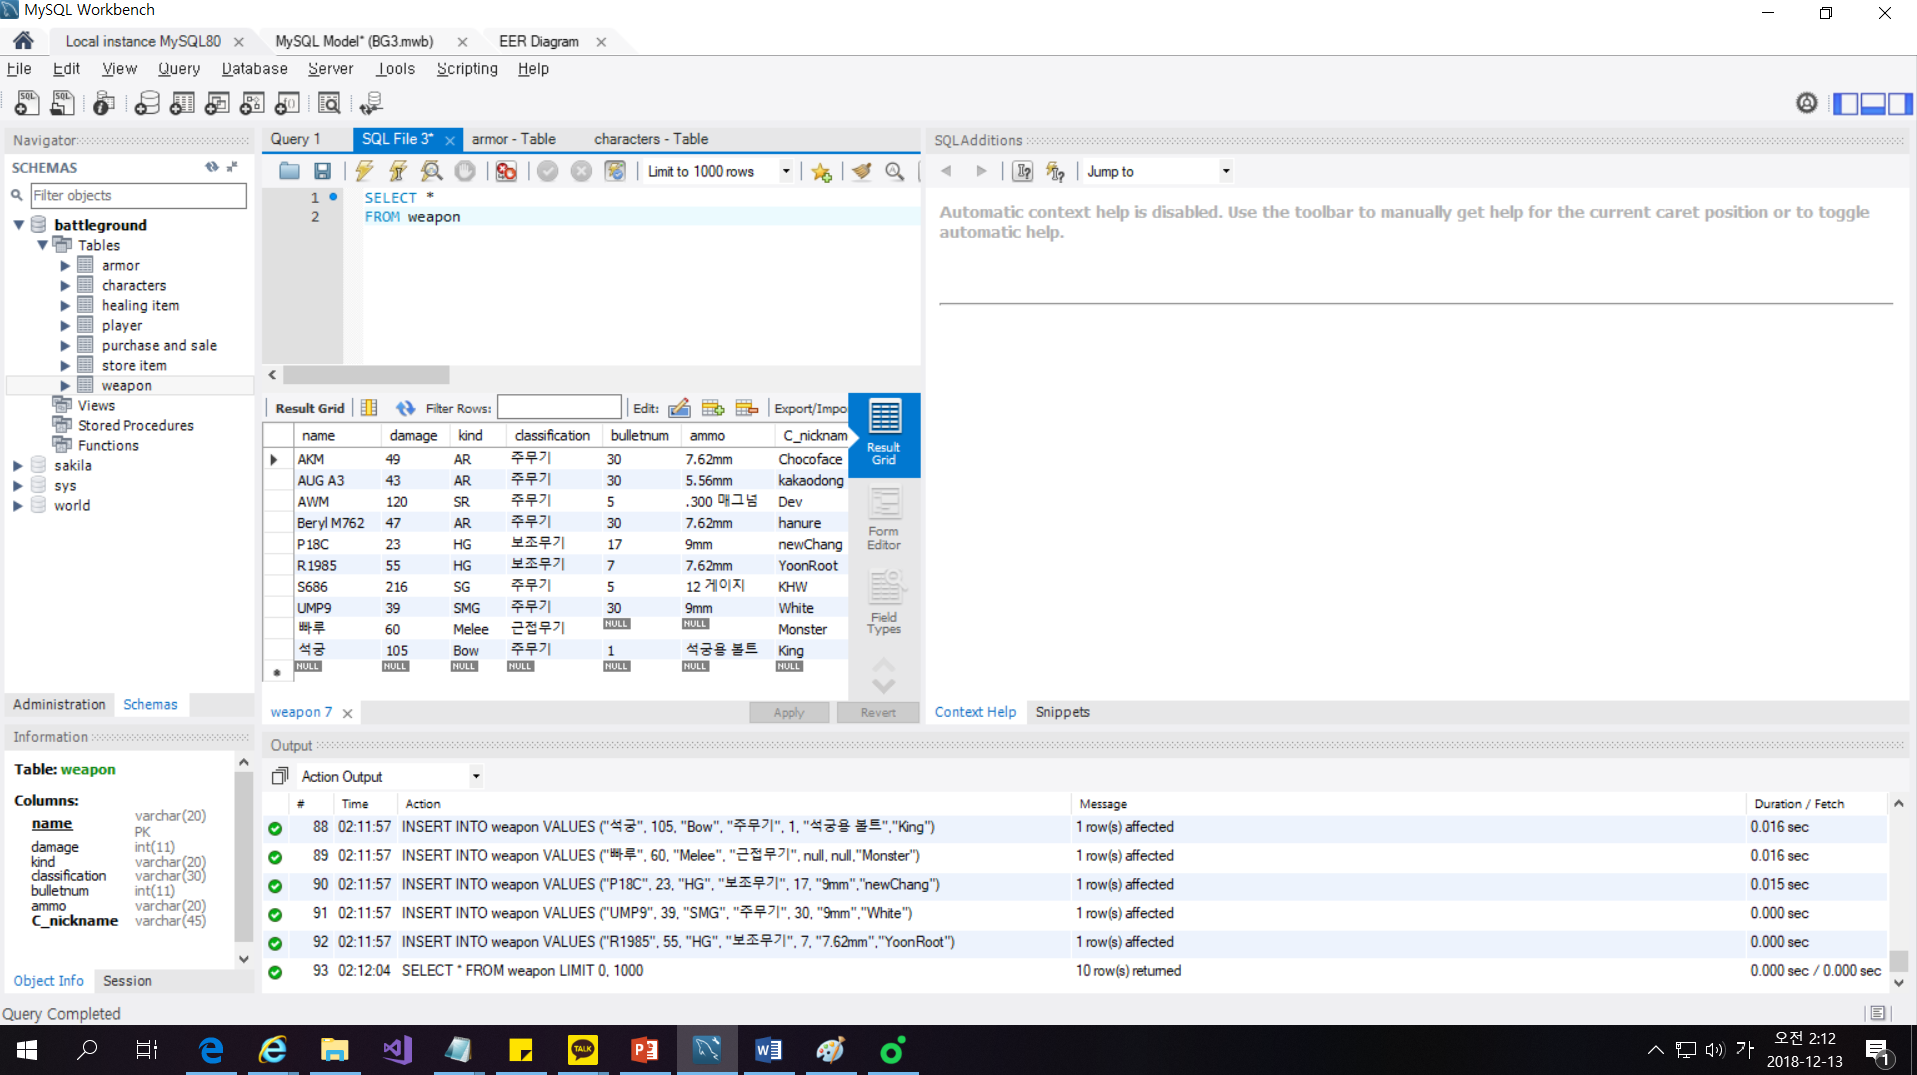 MySQL Workbench
Local instance MySQL80
MySQL Model* (BG3.mwb)
EER Diagram
File Edit View Query Database Server Tools Scripting Help
Navigator
SCHEMAS
Filter objects
battleground
Tables
armor
characters
healing item
player
purchase and sale
store item
weapon
Views
Stored Procedures
Functions
sakila
sys
world
Administration Schemas
Information
Table: weapon
Columns:
name varchar(20) PK
damage int(11)
kind varchar(20)
classification varchar(30)
bulletnum int(11)
ammo varchar(20)
C_nickname varchar(45)
Object Info Session
Query 1 SQL File 3* armor - Table characters - Table
Limit to 1000 rows
1 SELECT *
2 FROM weapon
Result Grid Filter Rows: Edit: Export/Impo
name damage kind classification bulletnum ammo C_nicknam
AKM 49 AR 주무기 30 7.62mm Chocoface
AUG A3 43 AR 주무기 30 5.56mm kakaodong
AWM 120 SR 주무기 5 .300 매그넘 Dev
Beryl M762 47 AR 주무기 30 7.62mm hanure
P18C 23 HG 보조무기 17 9mm newChang
R1985 55 HG 보조무기 7 7.62mm YoonRoot
S686 216 SG 주무기 5 12 게이지 KHW
UMP9 39 SMG 주무기 30 9mm White
빠루 60 Melee 근접무기 NULL NULL Monster
석궁 105 Bow 주무기 1 석궁용 볼트 King
NULL NULL NULL NULL NULL NULL NULL
Result Grid
Form Editor
Field Types
weapon 7
Apply Revert
SQLAdditions
Jump to
Automatic context help is disabled. Use the toolbar to manually get help for the current caret position or to toggle
automatic help.
Context Help Snippets
Output
Action Output
# Time Action Message Duration / Fetch
88 02:11:57 INSERT INTO weapon VALUES ("석궁", 105, "Bow", "주무기", 1, "석궁용 볼트","King") 1 row(s) affected 0.016 sec
89 02:11:57 INSERT INTO weapon VALUES ("빠루", 60, "Melee", "근접무기", null, null,"Monster") 1 row(s) affected 0.016 sec
90 02:11:57 INSERT INTO weapon VALUES ("P18C", 23, "HG", "보조무기", 17, "9mm","newChang") 1 row(s) affected 0.015 sec
91 02:11:57 INSERT INTO weapon VALUES ("UMP9", 39, "SMG", "주무기", 30, "9mm","White") 1 row(s) affected 0.000 sec
92 02:11:57 INSERT INTO weapon VALUES ("R1985", 55, "HG", "보조무기", 7, "7.62mm","YoonRoot") 1 row(s) affected 0.000 sec
93 02:12:04 SELECT * FROM weapon LIMIT 0, 1000 10 row(s) returned 0.000 sec / 0.000 sec
Query Completed
TALK
가
오전 2:12
2018-12-13
1